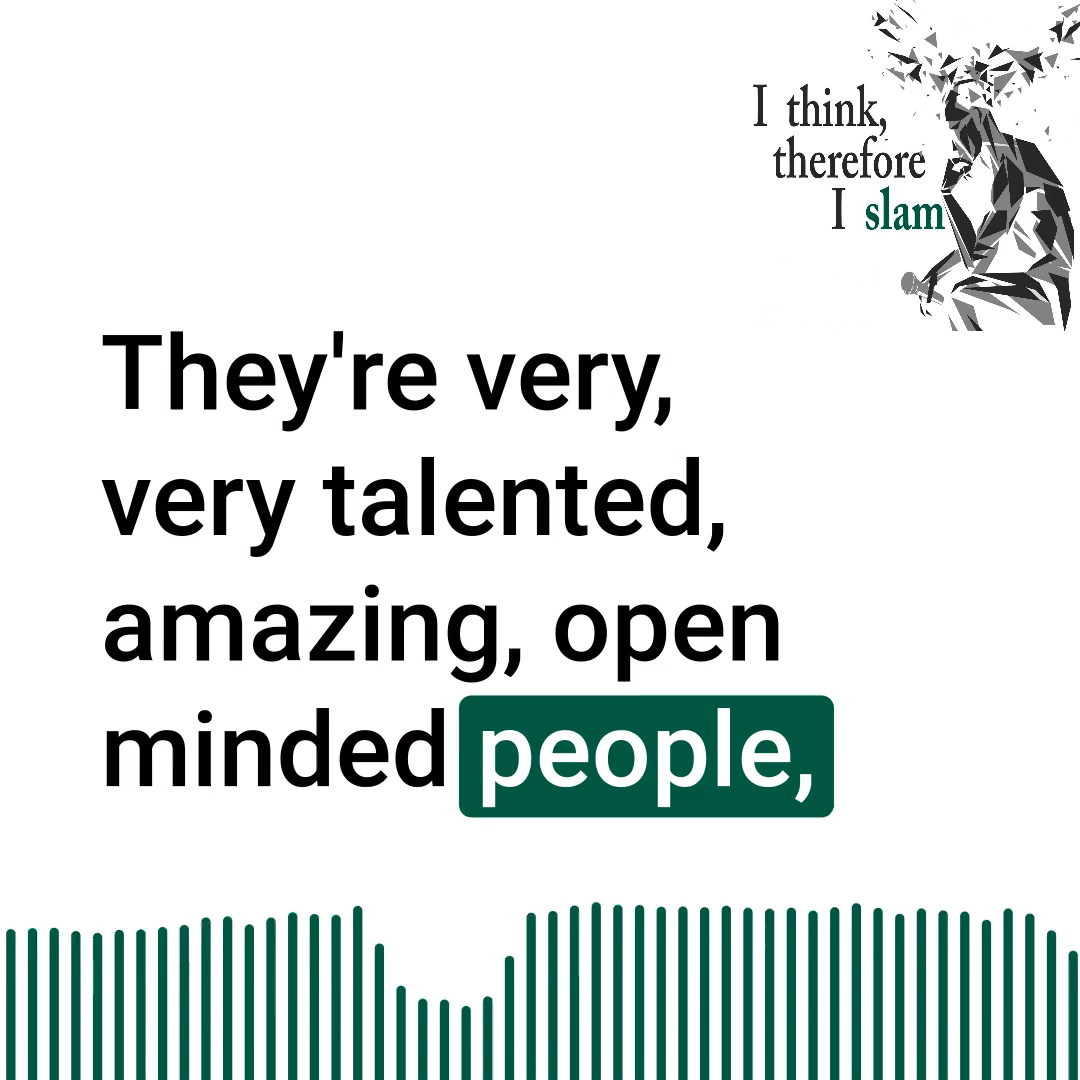 I think,
therefore
I slam
They're very,
very talented,
amazing, open
minded people,